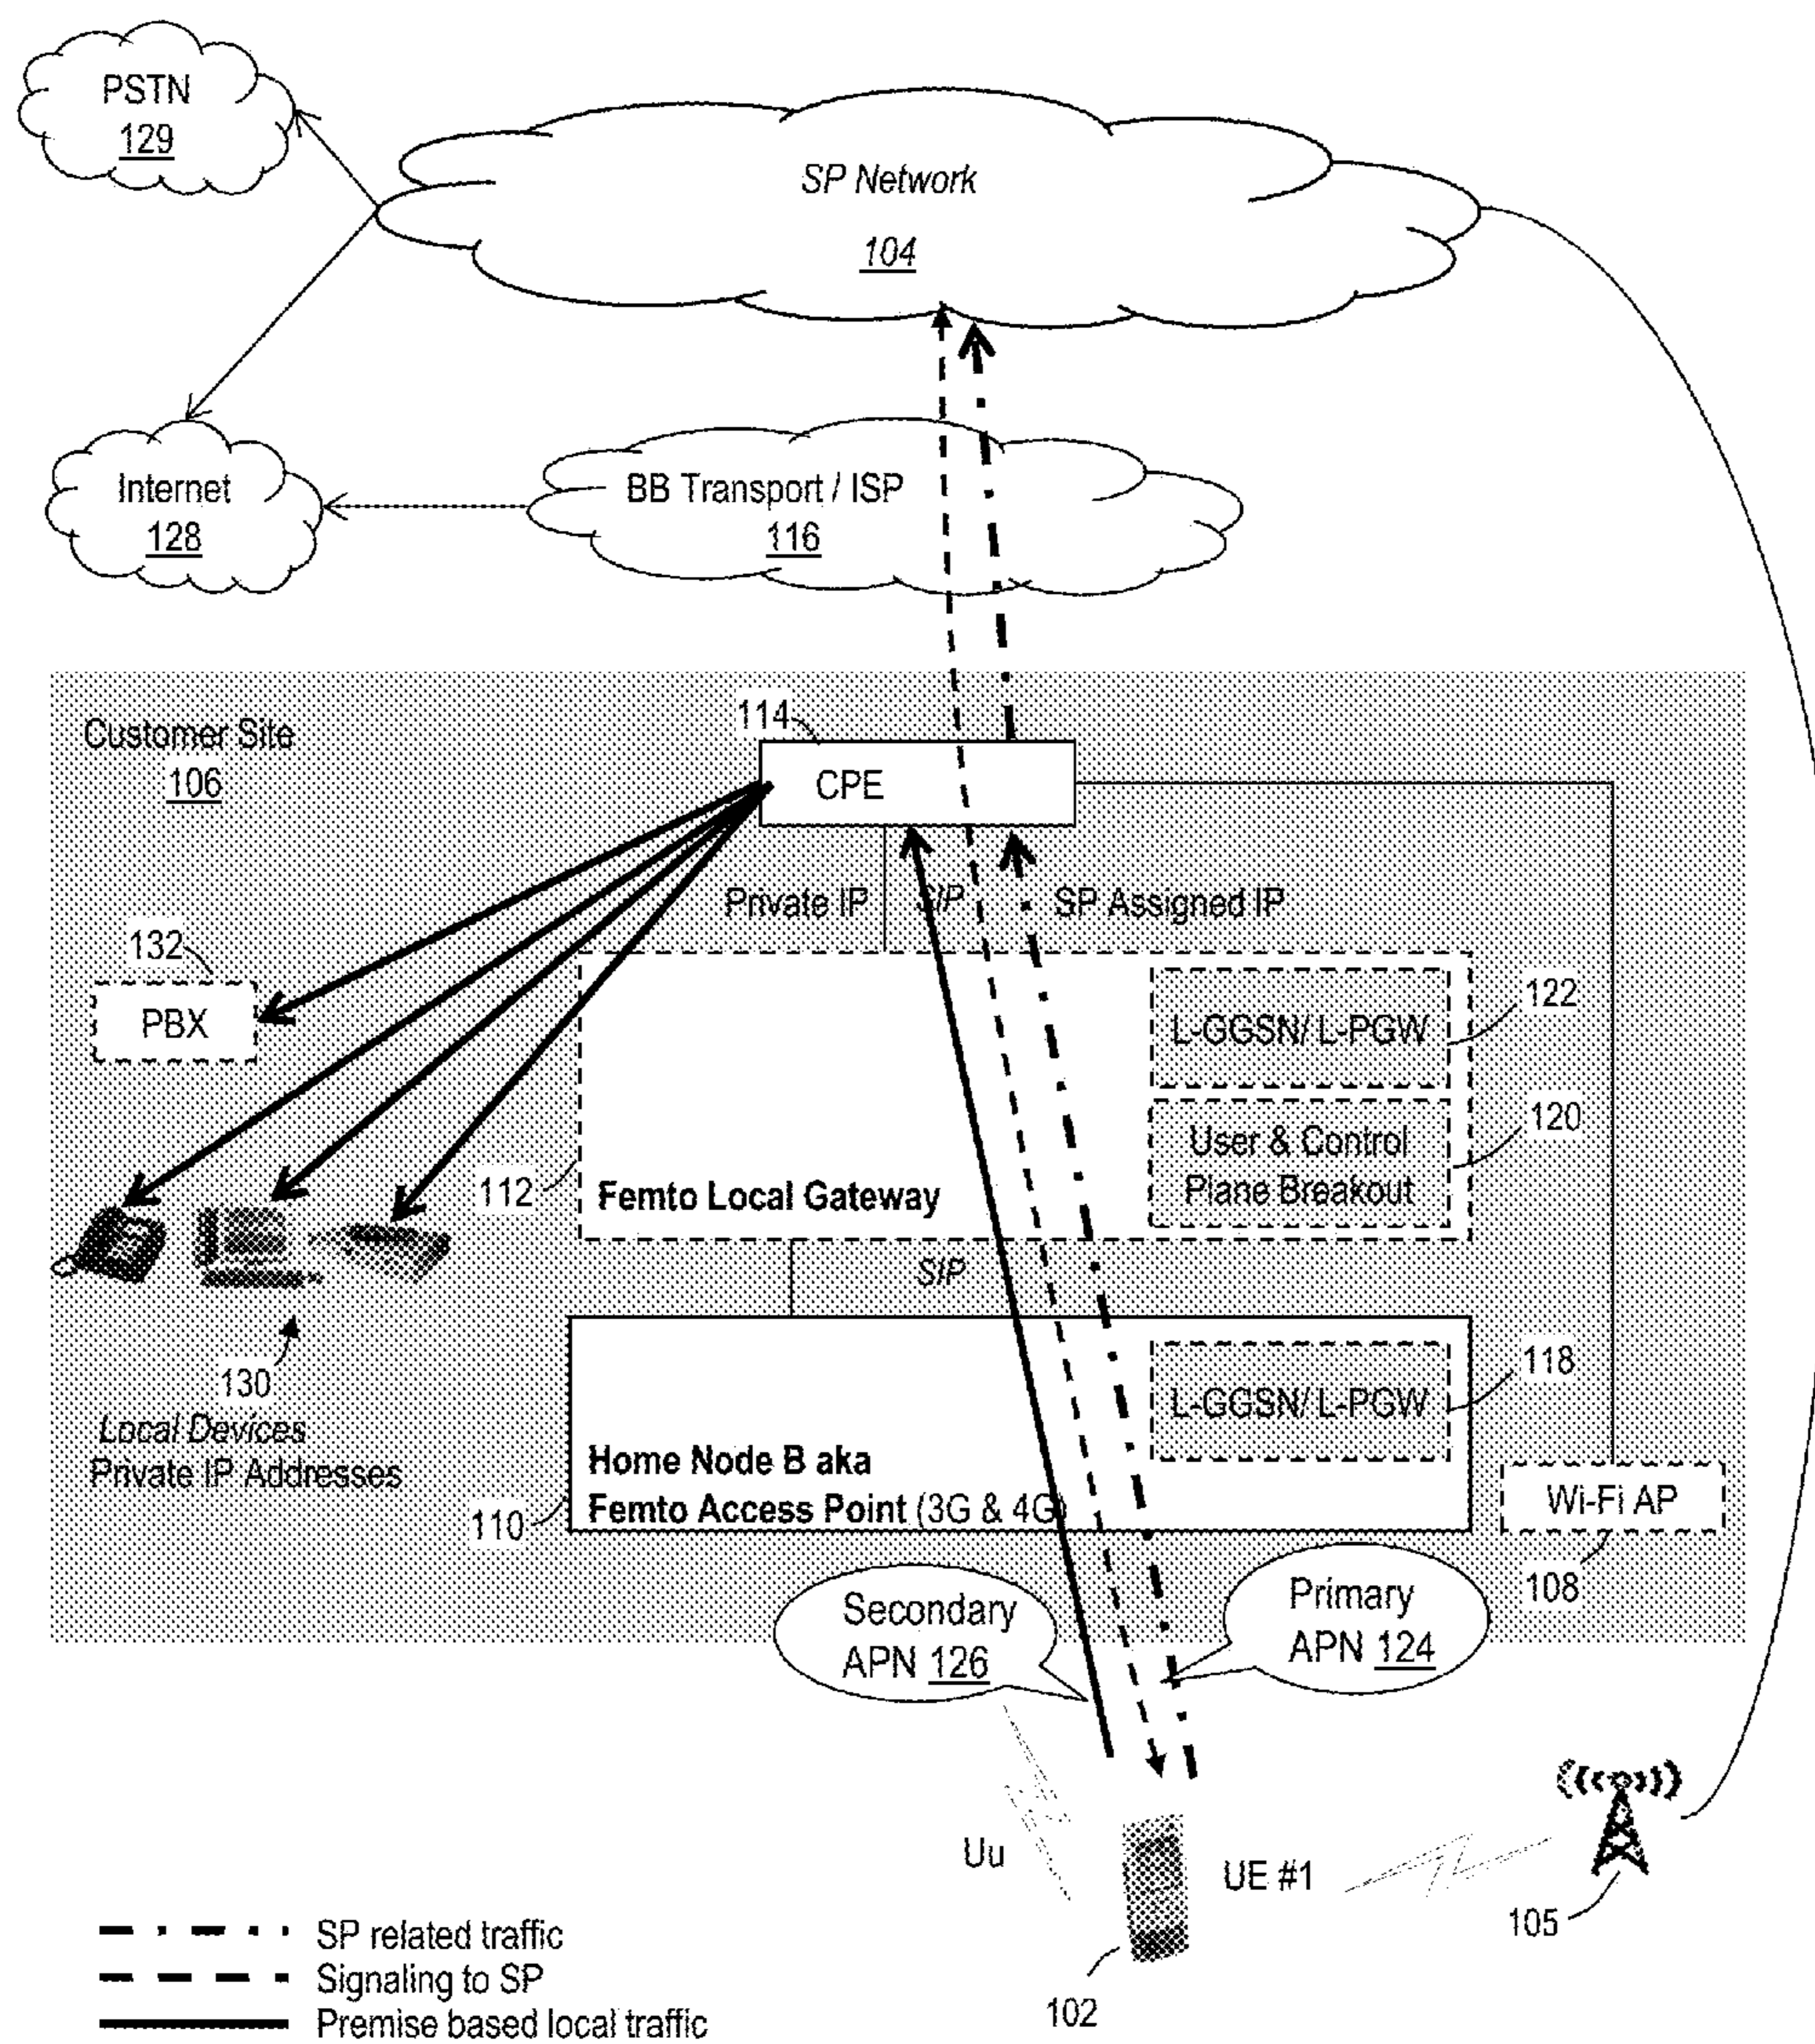 PSTN
129
SP Network
104
Internet
128
BB Transport / ISP
116
Customer Site
106
114
CPE
Private IP
SIP
SP Assigned IP
132
PBX
L-GGSN/ L-PGW
122
User & Control
Plane Breakout
120
112
Femto Local Gateway
SIP
130
Local Devices
Private IP Addresses
L-GGSN/ L-PGW
118
Home Node B aka
Femto Access Point (3G & 4G)
110
Wi-Fi AP
108
Secondary
APN 126
Primary
APN 124
Uu
UE #1
102
105
SP related traffic
Signaling to SP
Premise based local traffic